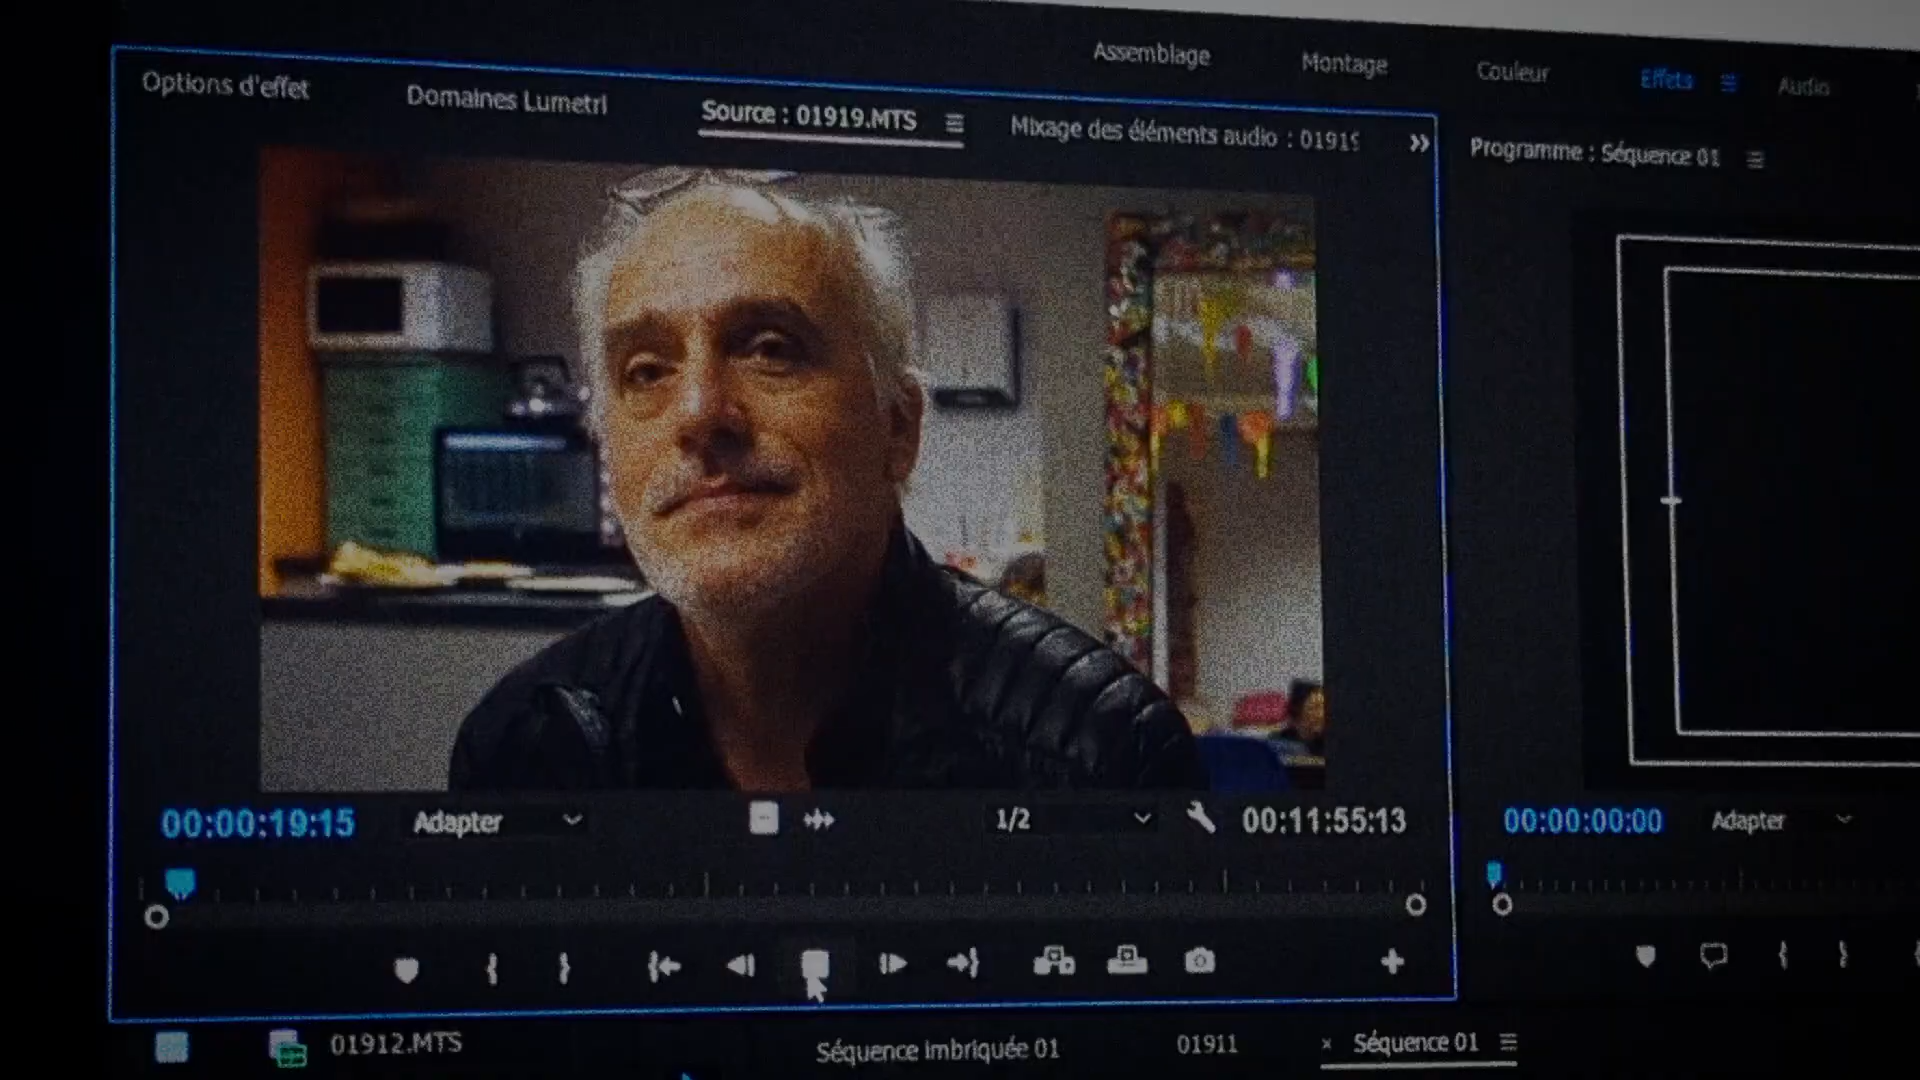 Assemblage Montage Couleur Effets Audio
Options d'effet Domaines Lumetri Source : 01919.MTS Mixage des éléments audio : 0191
Programme : Séquence 01
00:00:19:15 Adapter 1/2 00:11:55:13
00:00:00:00 Adapter
01912.MTS Séquence imbriquée 01 01911 × Séquence 01